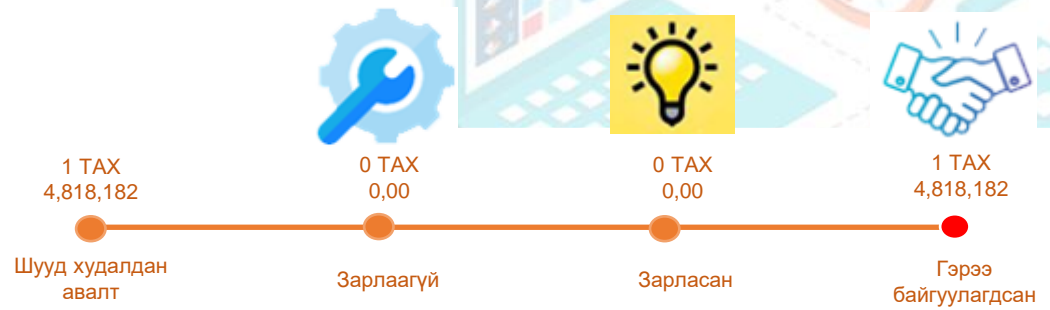 1 ТАХ
4,818,182
0 ТАХ
0,00
0 ТАХ
0,00
1 ТАХ
4,818,182
Шууд худалдан
авалт
Зарлаагүй
Зарласан
Гэрээ
байгуулагдсан